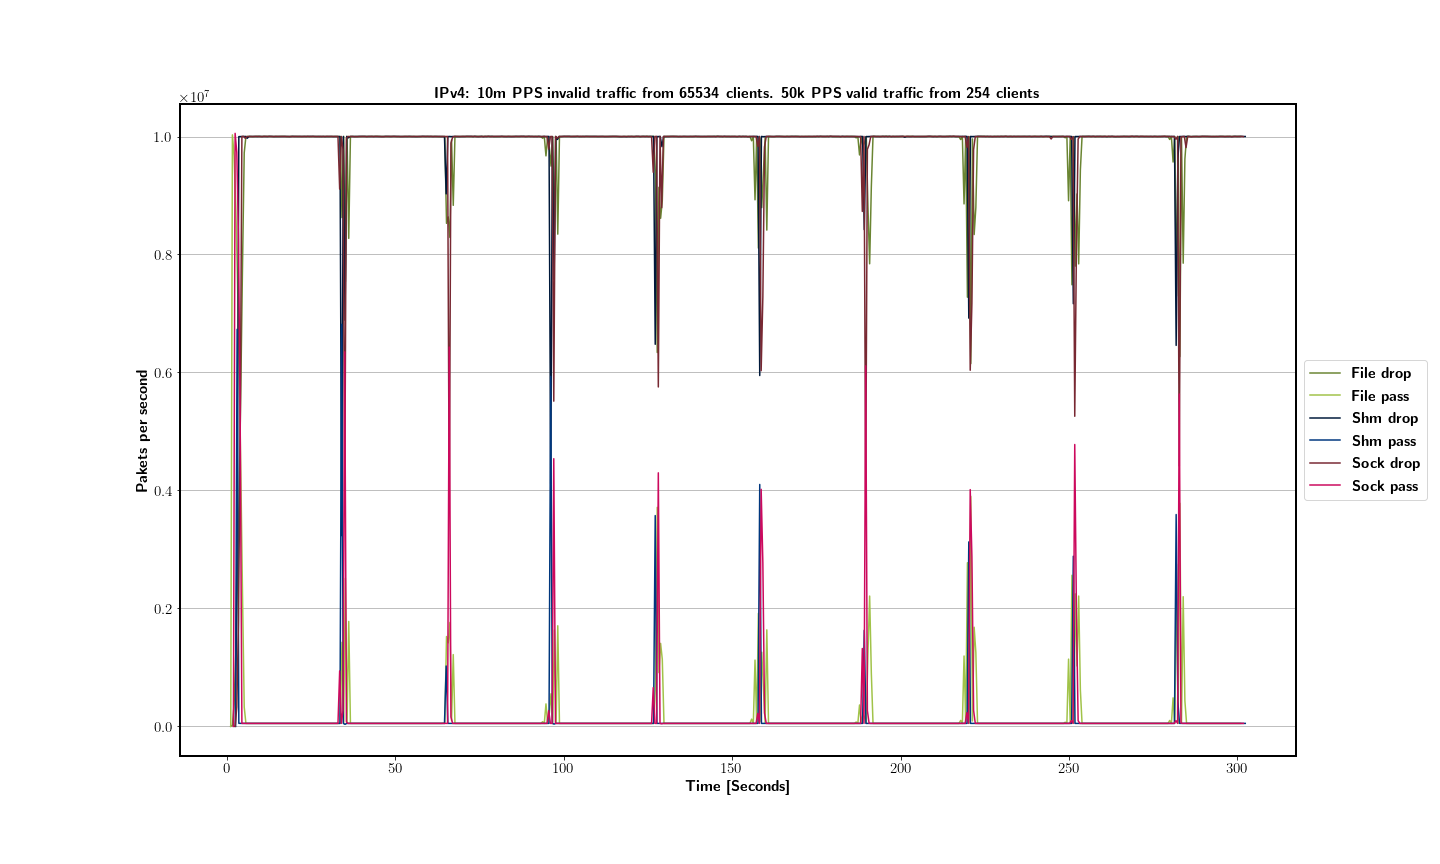 IPv4: 10m PPS invalid traffic from 65534 clients. 50k PPS valid traffic from 254 clients
×10⁷
1.0
0.8
0.6
0.4
0.2
0.0
Pakets per second
0 50 100 150 200 250 300
Time [Seconds]
File drop
File pass
Shm drop
Shm pass
Sock drop
Sock pass